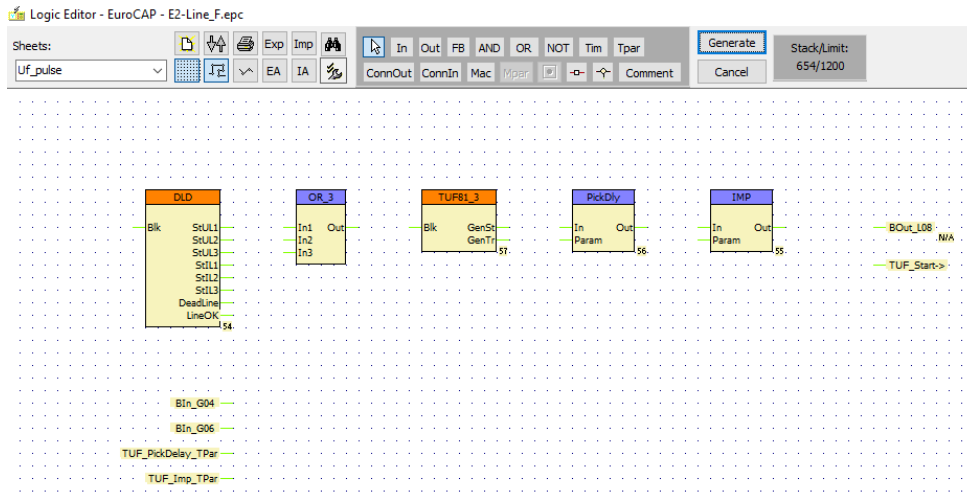 Logic Editor - EuroCAP - E2-Line_F.epc
Sheets:
Exp Imp
In Out FB AND OR NOT Tim Tpar
Generate
Stack/Limit:
654/1200
Uf_pulse
EA IA
ConnOut ConnIn Mac Mpar Comment
Cancel
DLD
Blk StUL1
StUL2
StUL3
StIL1
StIL2
StIL3
DeadLine
LineOK
54
OR_3
In1 Out
In2
In3
TUF81_3
Blk GenSt
GenTr
57
PickDly
In Out
Param
56
IMP
In Out
Param
55
BOut_L08
N/A
TUF_Start->
BIn_G04
BIn_G06
TUF_PickDelay_TPar
TUF_Imp_TPar